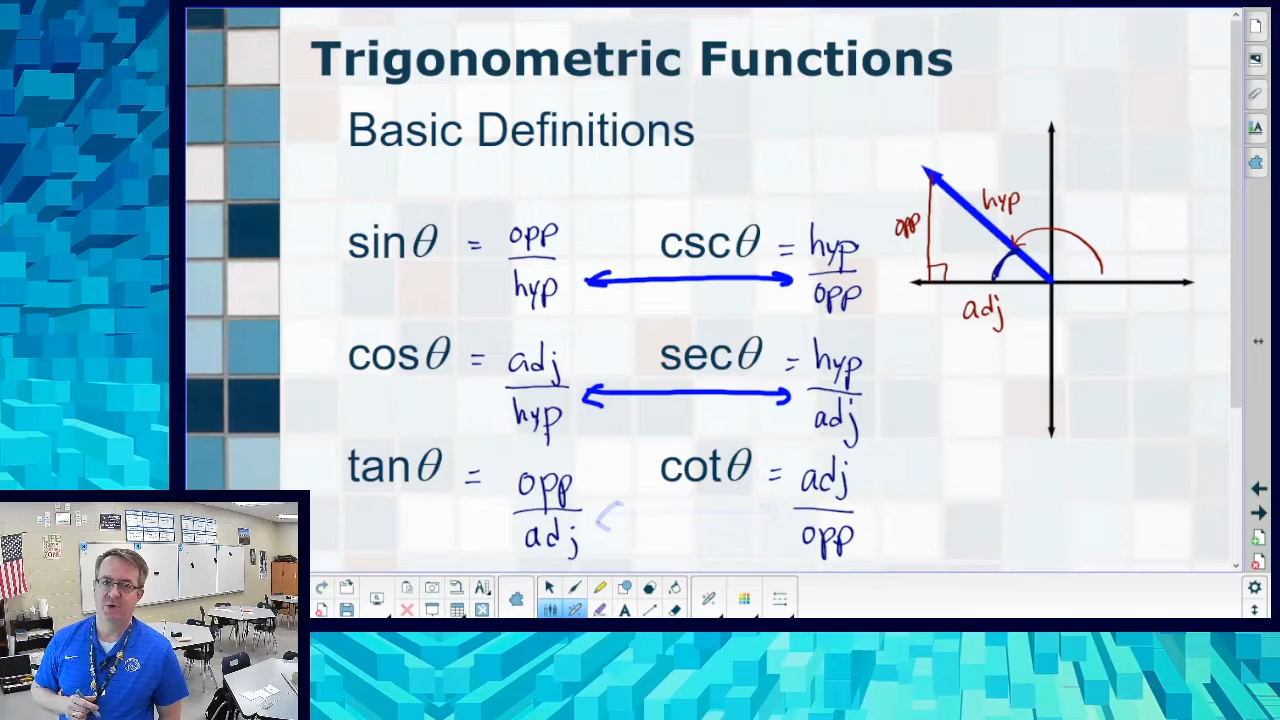 Trigonometric Functions
Basic Definitions
sinθ = opp/hyp
cscθ = hyp/opp
cosθ = adj/hyp
secθ = hyp/adj
tanθ = opp/adj
cotθ = adj/opp
hyp
opp
adj
ZONE